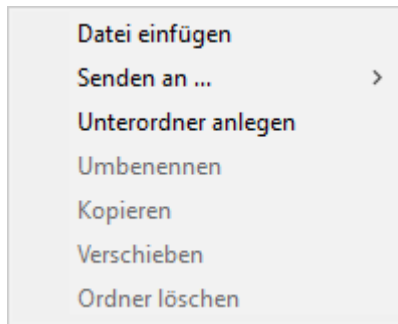 Datei einfügen
Senden an ...
Unterordner anlegen
Umbenennen
Kopieren
Verschieben
Ordner löschen